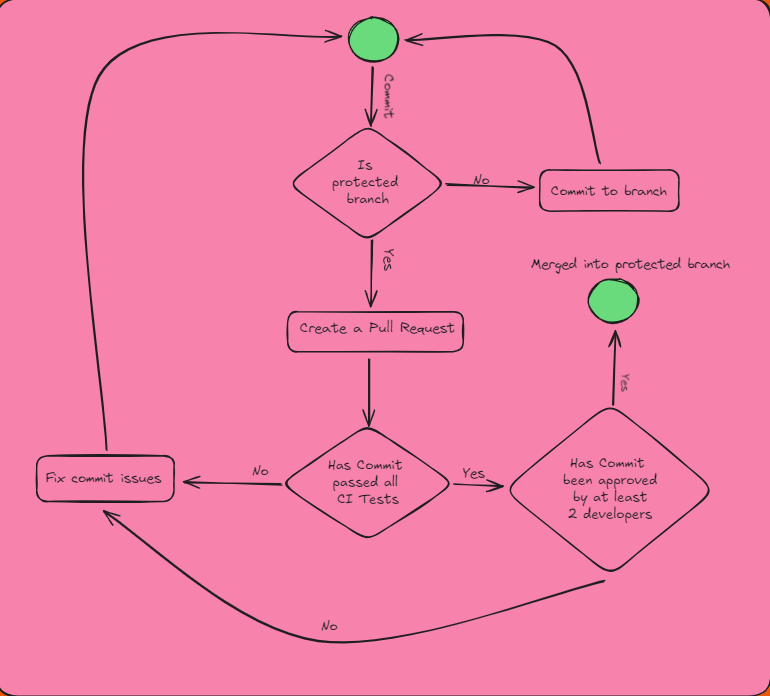 Commit
Is
protected
branch
No
Commit to branch
Yes
Merged into protected branch
Create a Pull Request
Yes
Has Commit
passed all
CI Tests
No
Fix commit issues
Yes
Has Commit
been approved
by at least
2 developers
No